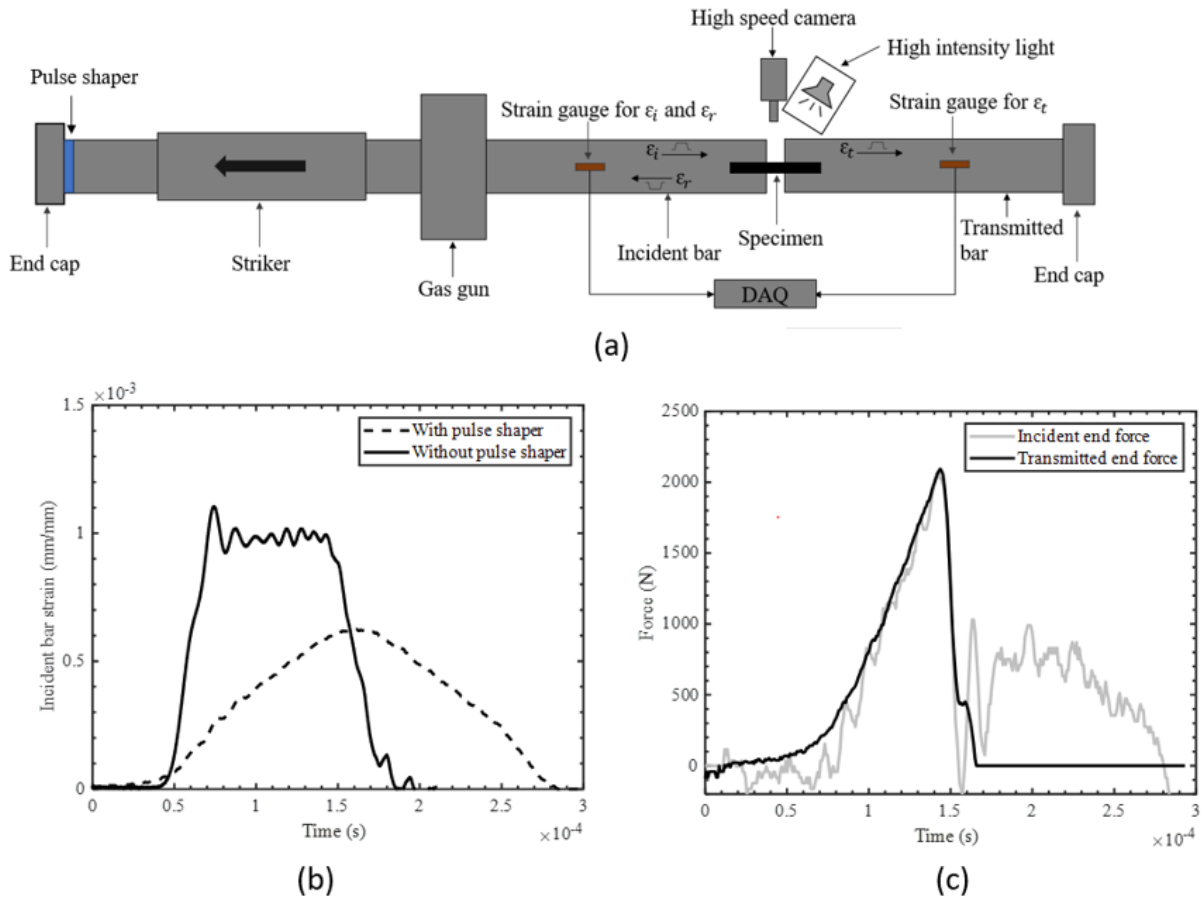 High speed camera
High intensity light
Pulse shaper
Strain gauge for εi and εr
Strain gauge for εt
εi
εt
εr
End cap
Striker
Gas gun
Incident bar
Specimen
Transmitted
bar
End cap
DAQ
(a)
×10-3
1.5
1
0.5
0
With pulse shaper
Without pulse shaper
Incident bar strain (mm/mm)
0 0.5 1 1.5 2 2.5 3
Time (s)
×10-4
(b)
2500
2000
1500
1000
500
0
Incident end force
Transmitted end force
Force (N)
0 0.5 1 1.5 2 2.5 3
Time (s)
×10-4
(c)